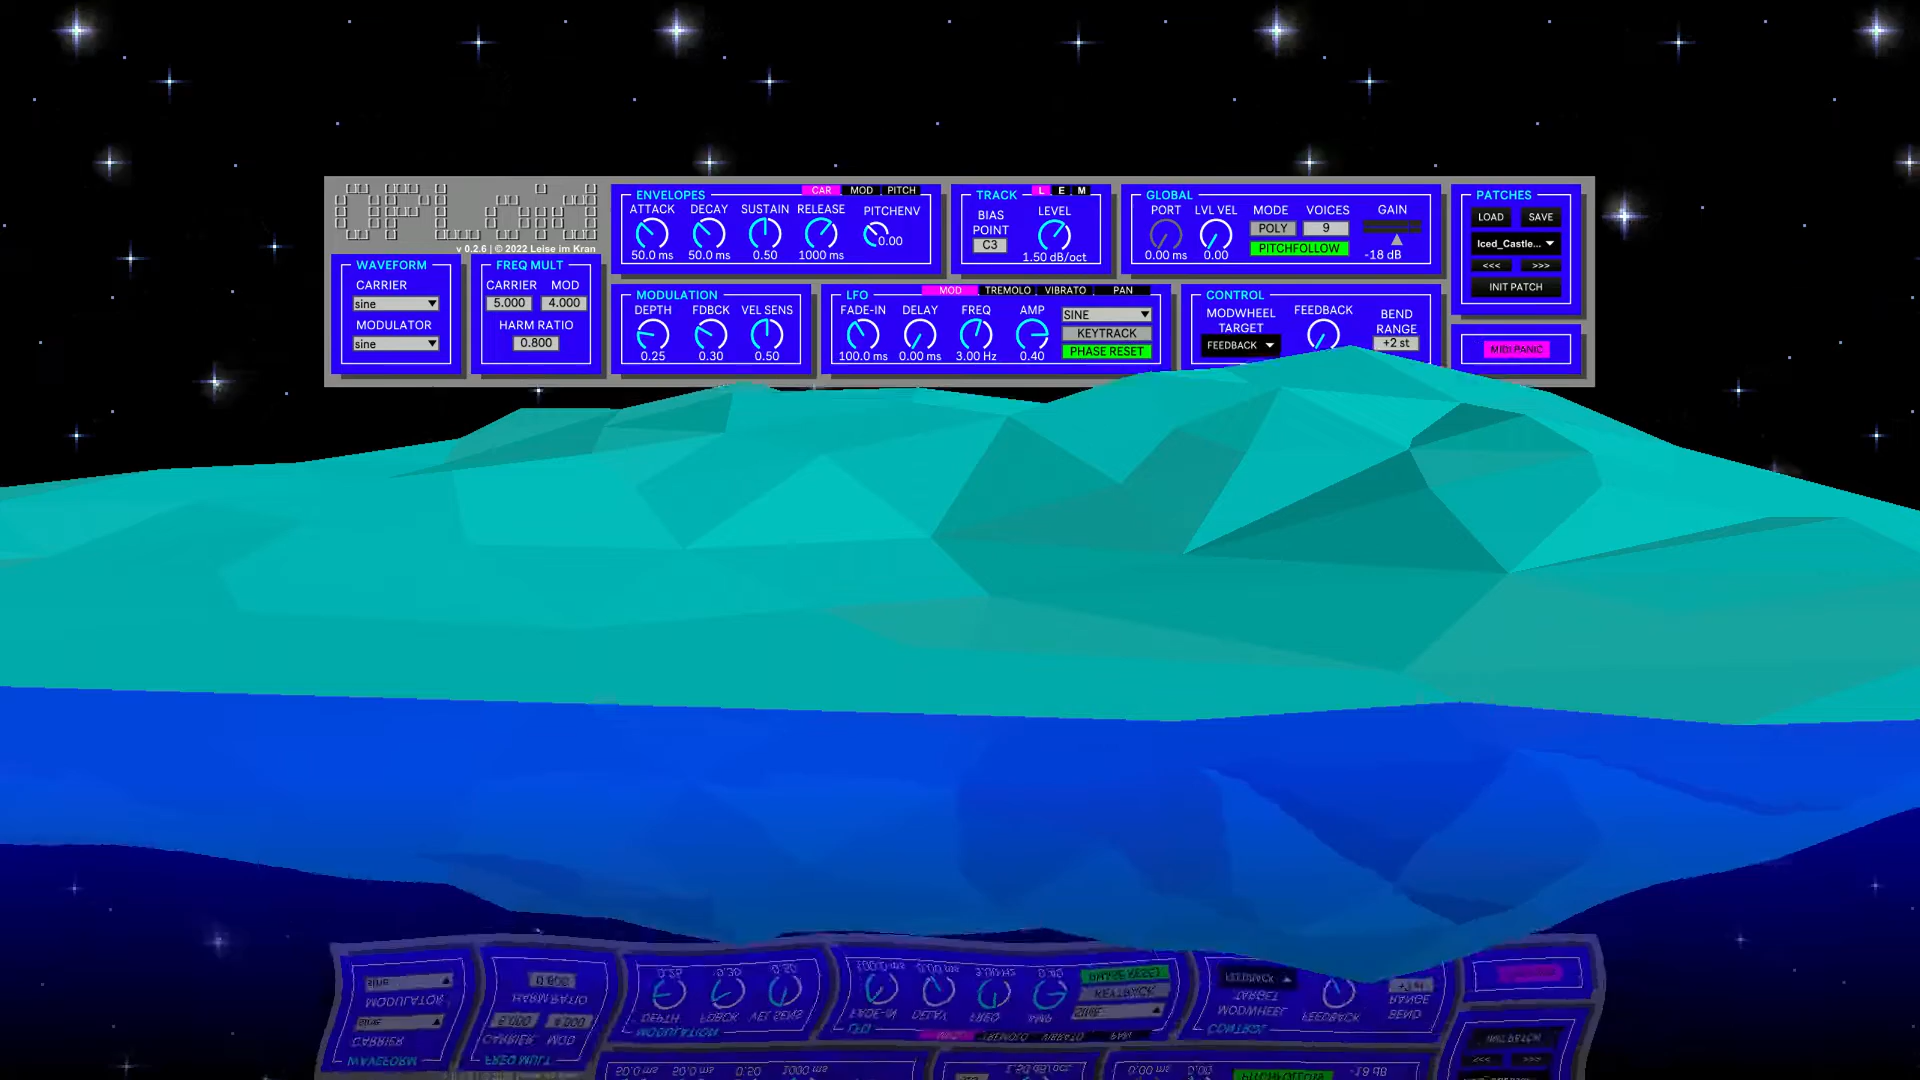 OPLoid
v 0.2.6 | © 2022 Leise im Kran
WAVEFORM
CARRIER
sine
MODULATOR
sine
FREQ MULT
CARRIER MOD
5.000 4.000
HARM RATIO
0.800
ENVELOPES CAR MOD PITCH
ATTACK DECAY SUSTAIN RELEASE PITCHENV
0.00
50.0 ms 50.0 ms 0.50 1000 ms
MODULATION
DEPTH FDBCK VEL SENS
0.25 0.30 0.50
TRACK L E M
BIAS POINT LEVEL
C3
1.50 dB/oct
LFO MOD TREMOLO VIBRATO PAN
FADE-IN DELAY FREQ AMP
SINE
KEYTRACK
PHASE RESET
100.0 ms 0.00 ms 3.00 Hz 0.40
GLOBAL
PORT LVL VEL MODE VOICES GAIN
POLY 9
PITCHFOLLOW
0.00 ms 0.00 -18 dB
CONTROL
MODWHEEL TARGET FEEDBACK BEND RANGE
FEEDBACK +2 st
PATCHES
LOAD SAVE
Iced_Castle...
<<< >>>
INIT PATCH
MIDI PANIC